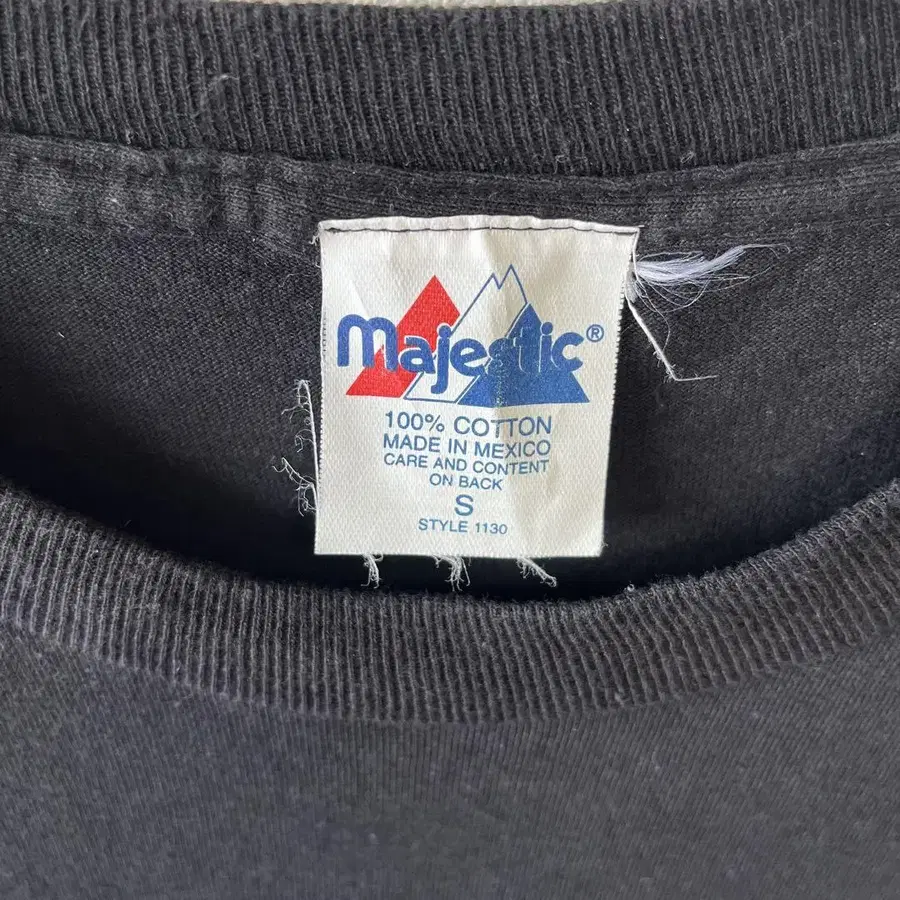 Majestic®
100% COTTON
MADE IN MEXICO
CARE AND CONTENT
ON BACK
S
STYLE 1130